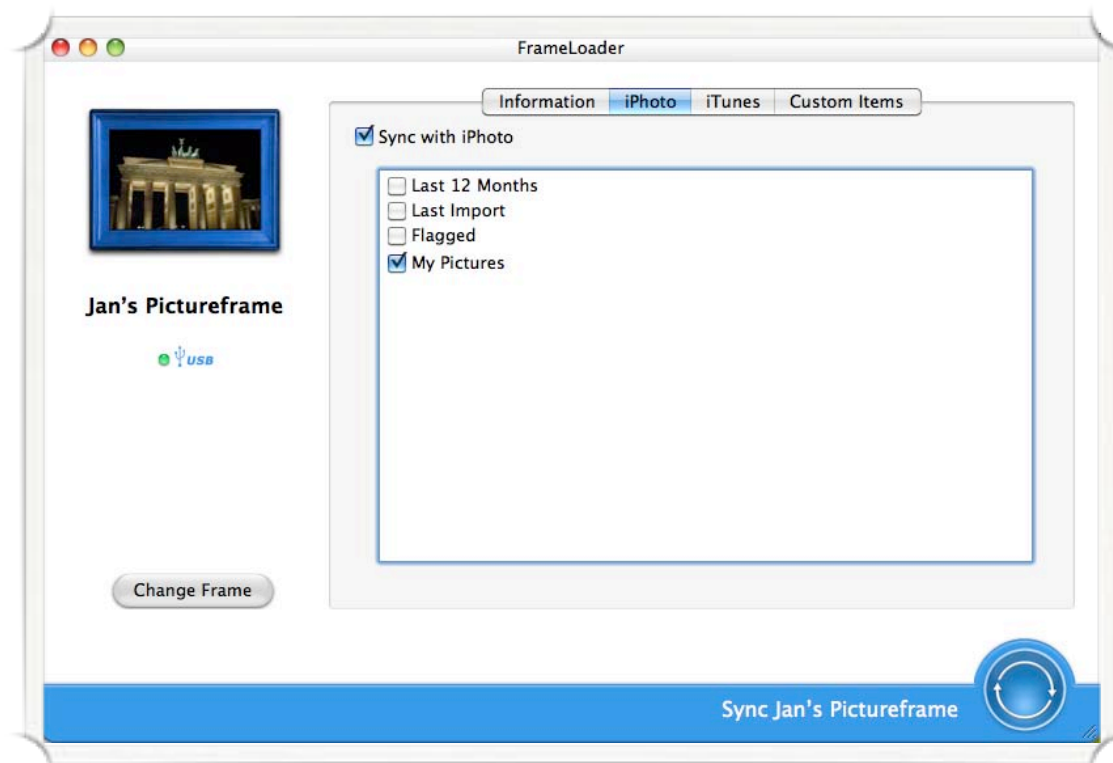 FrameLoader
Information iPhoto iTunes Custom Items
Sync with iPhoto
Last 12 Months
Last Import
Flagged
My Pictures
Jan's Pictureframe
USB
Change Frame
Sync Jan's Pictureframe